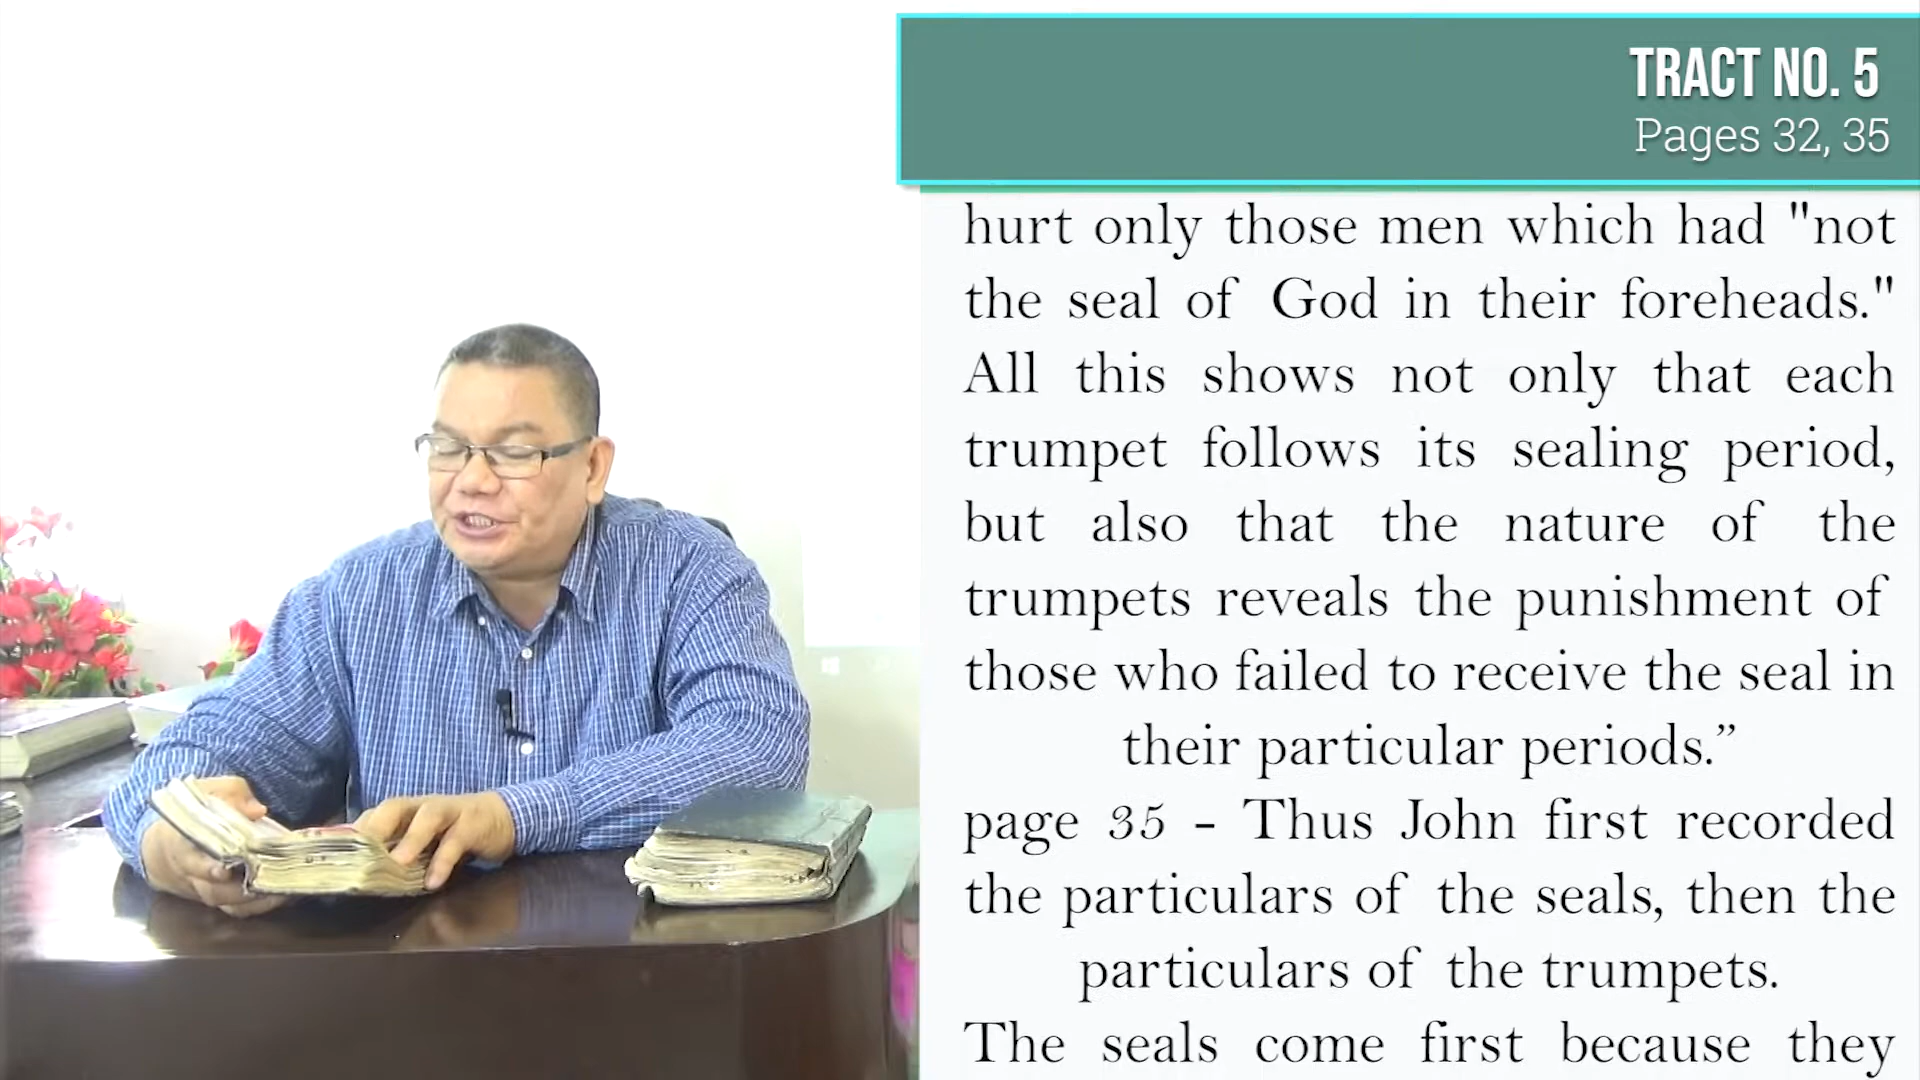 TRACT NO. 5
Pages 32, 35
hurt only those men which had "not
the seal of God in their foreheads."
All this shows not only that each
trumpet follows its sealing period,
but also that the nature of the
trumpets reveals the punishment of
those who failed to receive the seal in
their particular periods.”
page 35 - Thus John first recorded
the particulars of the seals, then the
particulars of the trumpets.
The seals come first because they